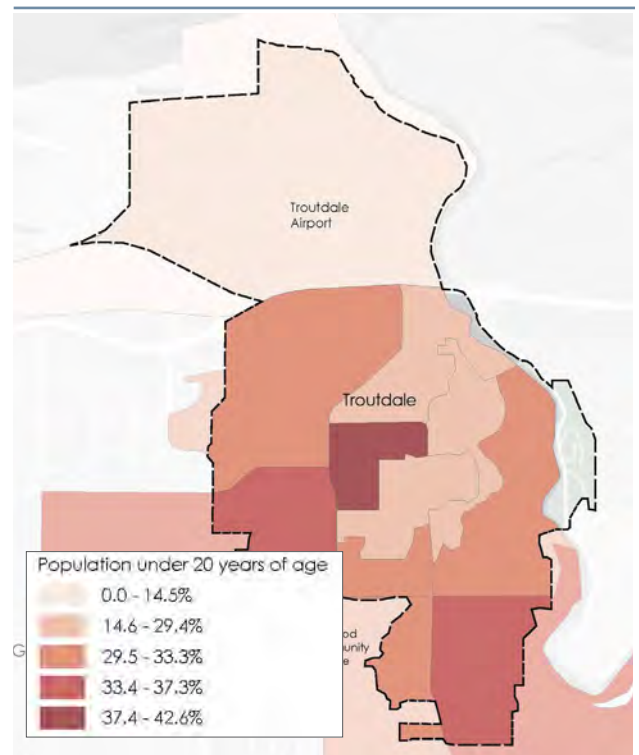 Troutdale
Airport
Troutdale
Population under 20 years of age
0.0 - 14.5%
14.6 - 29.4%
29.5 - 33.3%
33.4 - 37.3%
37.4 - 42.6%